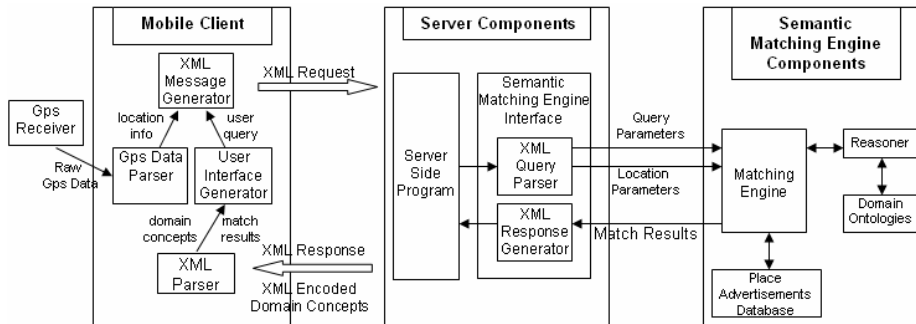 Mobile Client
Server Components
Semantic
Matching Engine
Components
XML
Message
Generator
XML Request
Gps
Receiver
location
info
user
query
Raw
Gps Data
Gps Data
Parser
User
Interface
Generator
domain
concepts
match
results
XML
Parser
XML Response
XML Encoded
Domain Concepts
Server
Side
Program
Semantic
Matching Engine
Interface
XML
Query
Parser
XML
Response
Generator
Query
Parameters
Location
Parameters
Match Results
Matching
Engine
Reasoner
Domain
Ontologies
Place
Advertisements
Database